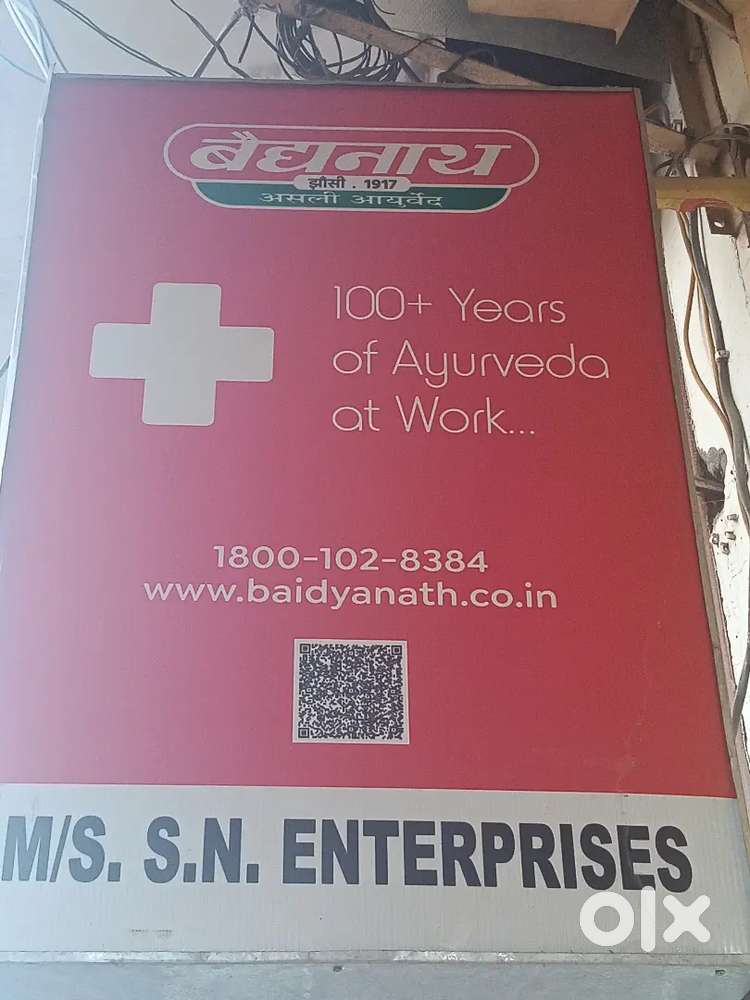 बैद्यनाथ
झाँसी . 1917
असली आयुर्वेद
100+ Years
of Ayurveda
at Work...
1800-102-8384
www.baidyanath.co.in
M/S. S.N. ENTERPRISES
olx